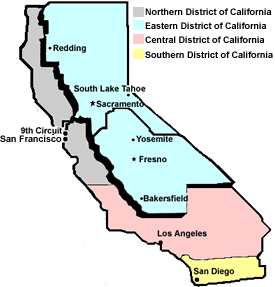 Northern District of California
Eastern District of California
Central District of California
Southern District of California
Redding
South Lake Tahoe
Sacramento
9th Circuit
San Francisco
Yosemite
Fresno
Bakersfield
Los Angeles
San Diego